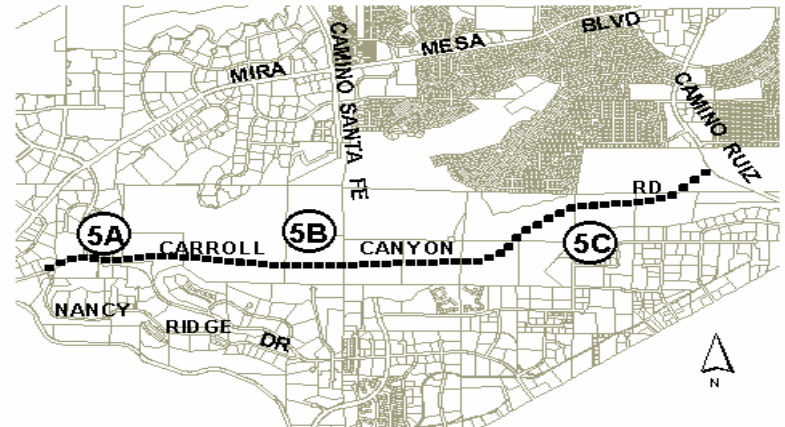 MIRA MESA BLVD
CAMINO SANTA FE
CAMINO RUIZ
5A
5B
5C
CARROLL CANYON RD
NANCY RIDGE DR
N